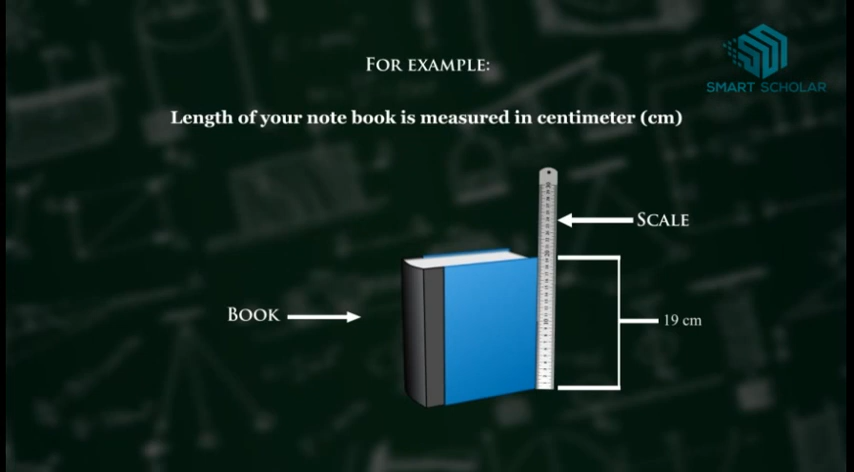 FOR EXAMPLE:
SMART SCHOLAR
Length of your note book is measured in centimeter (cm)
SCALE
BOOK
19 cm